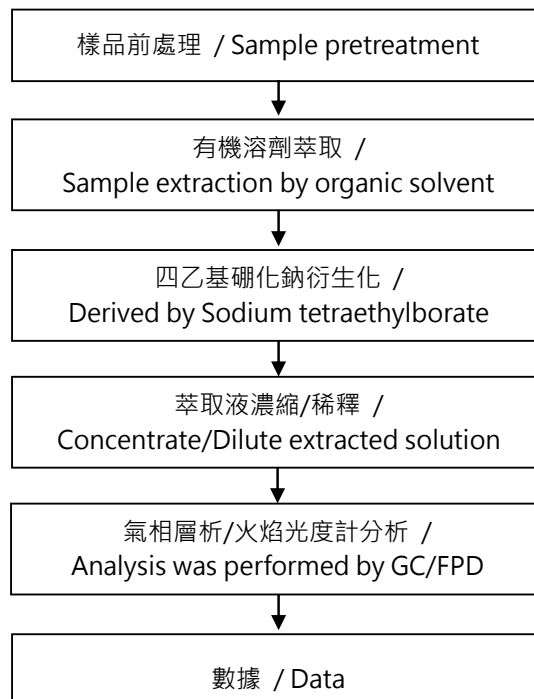 樣品前處理 / Sample pretreatment
有機溶劑萃取 /
Sample extraction by organic solvent
四乙基硼化鈉衍生化 /
Derived by Sodium tetraethylborate
萃取液濃縮/稀釋 /
Concentrate/Dilute extracted solution
氣相層析/火焰光度計分析 /
Analysis was performed by GC/FPD
數據 / Data